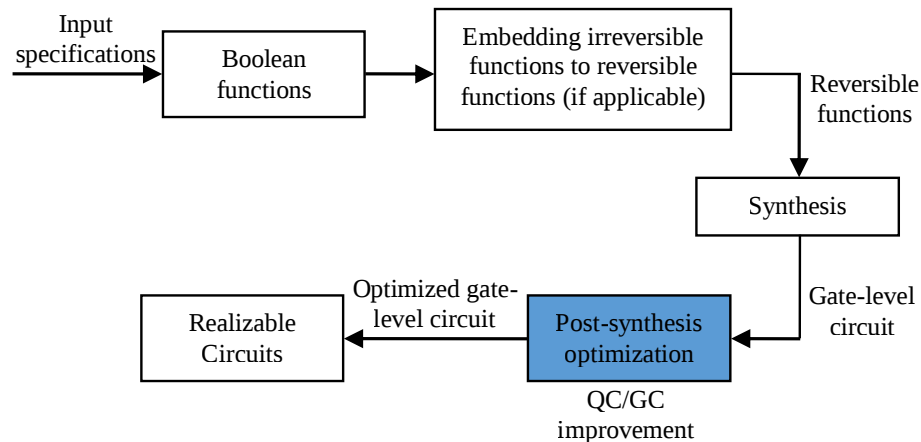 Input
specifications
Boolean
functions
Embedding irreversible
functions to reversible
functions (if applicable)
Reversible
functions
Synthesis
Gate-level
circuit
Post-synthesis
optimization
QC/GC
improvement
Optimized gate-
level circuit
Realizable
Circuits